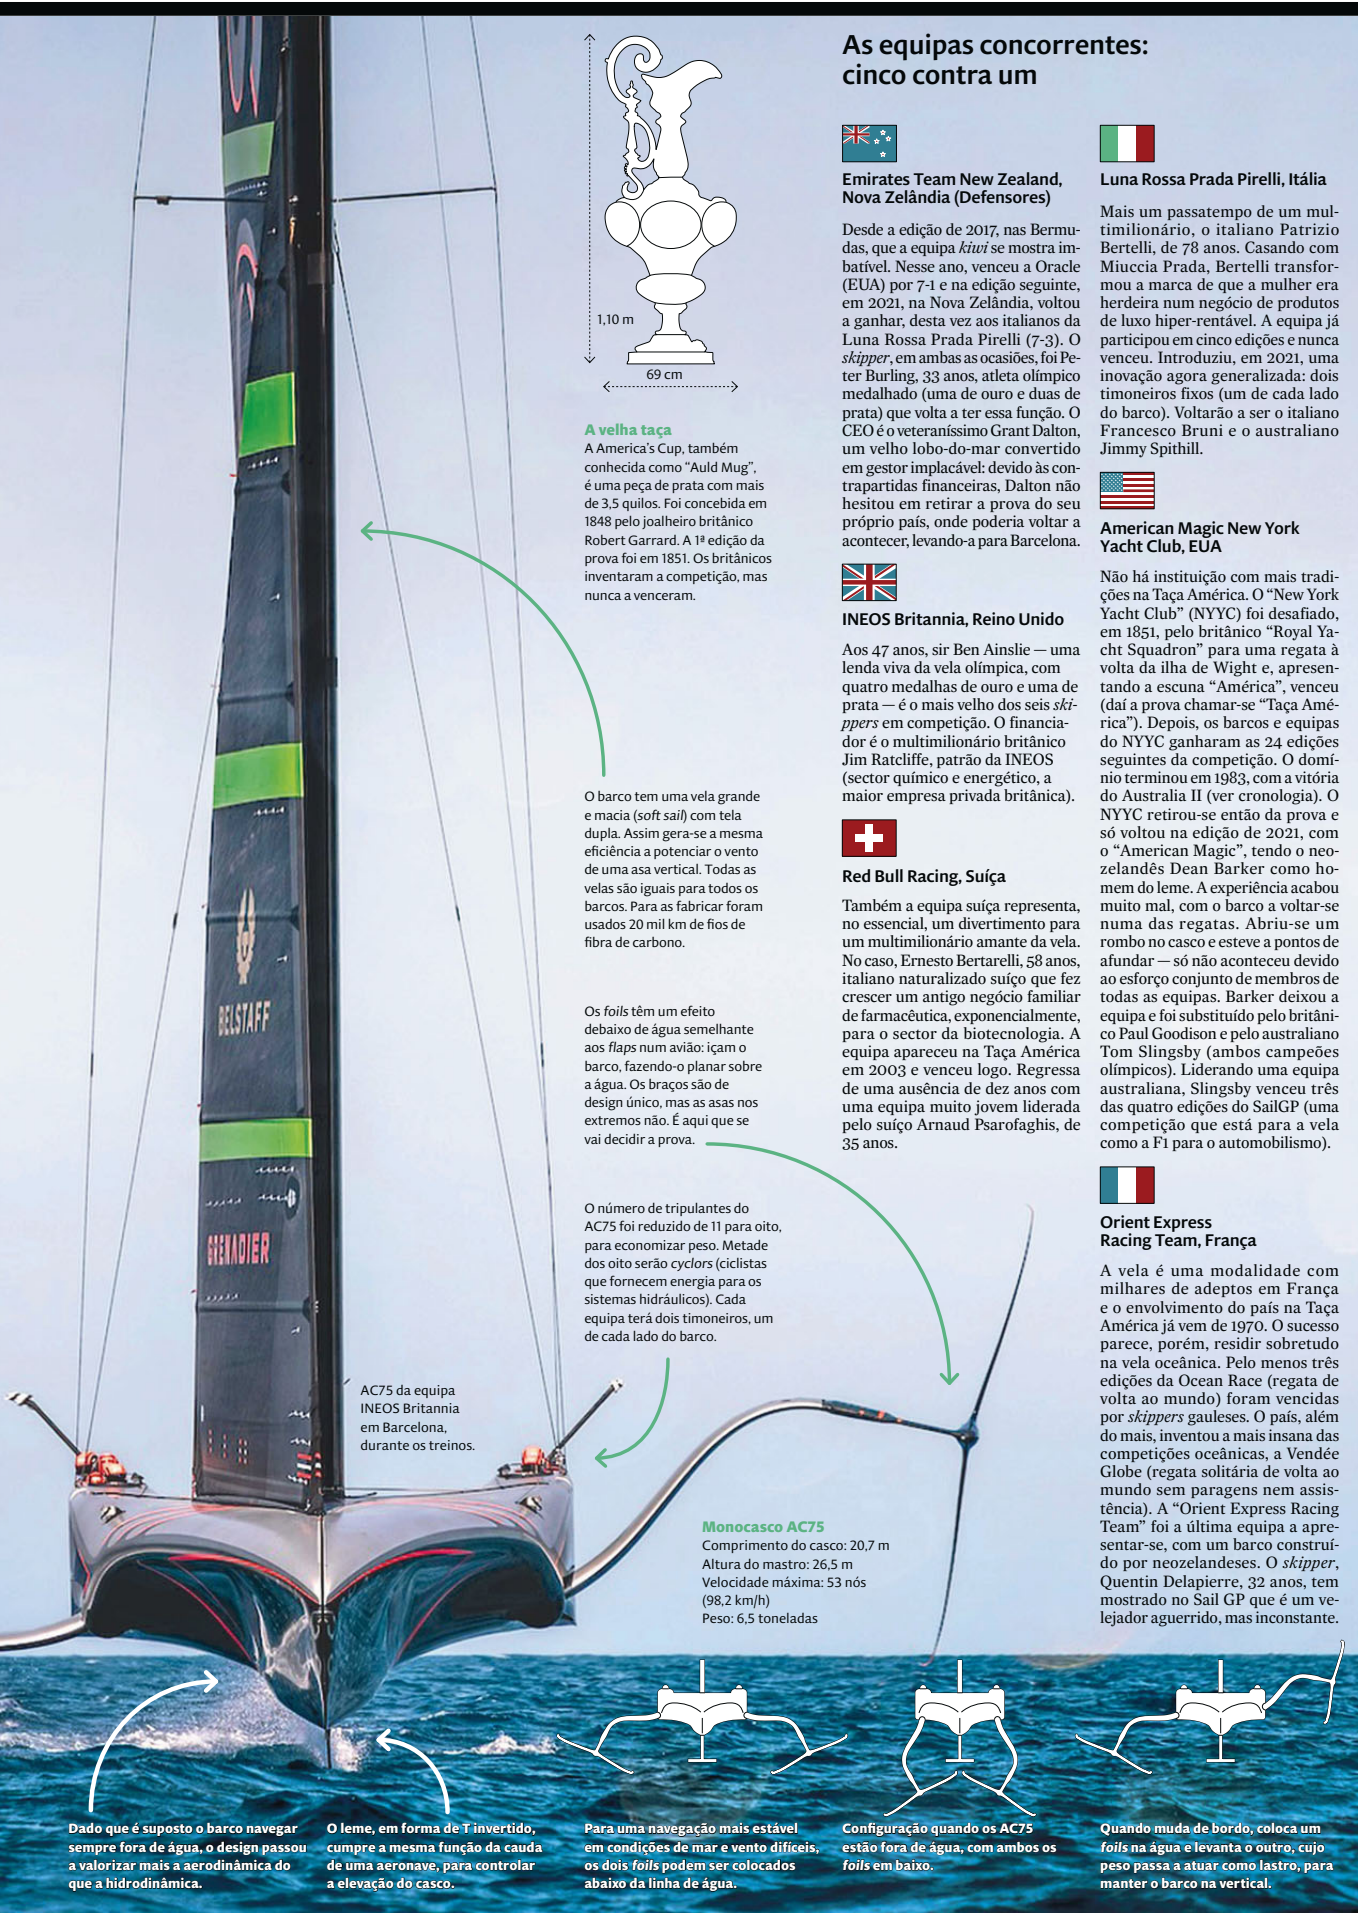 As equipas concorrentes:
cinco contra um
Emirates Team New Zealand,
Nova Zelândia (Defensores)
Desde a edição de 2017, nas Bermu-
das, que a equipa kiwi se mostra im-
batível. Nesse ano, venceu a Oracle
(EUA) por 7-1 e na edição seguinte,
em 2021, na Nova Zelândia, voltou
a ganhar, desta vez aos italianos da
Luna Rossa Prada Pirelli (7-3). O
skipper, em ambas as ocasiões, foi Pe-
ter Burling, 33 anos, atleta olímpico
medalhado (uma de ouro e duas de
prata) que volta a ter essa função. O
CEO é o veteraníssimo Grant Dalton,
um velho lobo-do-mar convertido
em gestor implacável: devido às con-
trapartidas financeiras, Dalton não
hesitou em retirar a prova do seu
próprio país, onde poderia voltar a
acontecer, levando-a para Barcelona.
INEOS Britannia, Reino Unido
Aos 47 anos, sir Ben Ainslie — uma
lenda viva da vela olímpica, com
quatro medalhas de ouro e uma de
prata — é o mais velho dos seis ski-
ppers em competição. O financia-
dor é o multimilionário britânico
Jim Ratcliffe, patrão da INEOS
(sector químico e energético, a
maior empresa privada britânica).
Red Bull Racing, Suíça
Também a equipa suíça representa,
no essencial, um divertimento para
um multimilionário amante da vela.
No caso, Ernesto Bertarelli, 58 anos,
italiano naturalizado suíço que fez
crescer um antigo negócio familiar
de farmacêutica, exponencialmente,
para o sector da biotecnologia. A
equipa apareceu na Taça América
em 2003 e venceu logo. Regressa
de uma ausência de dez anos com
uma equipa muito jovem liderada
pelo suíço Arnaud Psarofaghis, de
35 anos.
Luna Rossa Prada Pirelli, Itália
Mais um passatempo de um mul-
timilionário, o italiano Patrizio
Bertelli, de 78 anos. Casando com
Miuccia Prada, Bertelli transfor-
mou a marca de que a mulher era
herdeira num negócio de produtos
de luxo hiper-rentável. A equipa já
participou em cinco edições e nunca
venceu. Introduziu, em 2021, uma
inovação agora generalizada: dois
timoneiros fixos (um de cada lado
do barco). Voltarão a ser o italiano
Francesco Bruni e o australiano
Jimmy Spithill.
American Magic New York
Yacht Club, EUA
Não há instituição com mais tradi-
ções na Taça América. O “New York
Yacht Club” (NYYC) foi desafiado,
em 1851, pelo britânico “Royal Ya-
cht Squadron” para uma regata à
volta da ilha de Wight e, apresen-
tando a escuna “América”, venceu
(daí a prova chamar-se “Taça Amé-
rica”). Depois, os barcos e equipas
do NYYC ganharam as 24 edições
seguintes da competição. O domí-
nio terminou em 1983, com a vitória
do Australia II (ver cronologia). O
NYYC retirou-se então da prova e
só voltou na edição de 2021, com
o “American Magic”, tendo o neo-
zelandês Dean Barker como ho-
mem do leme. A experiência acabou
muito mal, com o barco a voltar-se
numa das regatas. Abriu-se um
rombo no casco e esteve a pontos de
afundar — só não aconteceu devido
ao esforço conjunto de membros de
todas as equipas. Barker deixou a
equipa e foi substituído pelo britâni-
co Paul Goodison e pelo australiano
Tom Slingsby (ambos campeões
olímpicos). Liderando uma equipa
australiana, Slingsby venceu três
das quatro edições do SailGP (uma
competição que está para a vela
como a F1 para o automobilismo).
Orient Express
Racing Team, França
A vela é uma modalidade com
milhares de adeptos em França
e o envolvimento do país na Taça
América já vem de 1970. O sucesso
parece, porém, residir sobretudo
na vela oceânica. Pelo menos três
edições da Ocean Race (regata de
volta ao mundo) foram vencidas
por skippers gauleses. O país, além
do mais, inventou a mais insana das
competições oceânicas, a Vendée
Globe (regata solitária de volta ao
mundo sem paragens nem assis-
tência). A “Orient Express Racing
Team” foi a última equipa a apre-
sentar-se, com um barco construí-
do por neozelandeses. O skipper,
Quentin Delapierre, 32 anos, tem
mostrado no Sail GP que é um ve-
lejador aguerrido, mas inconstante.
1,10 m
69 cm
A velha taça
A America’s Cup, também
conhecida como “Auld Mug”,
é uma peça de prata com mais
de 3,5 quilos. Foi concebida em
1848 pelo joalheiro britânico
Robert Garrard. A 1ª edição da
prova foi em 1851. Os britânicos
inventaram a competição, mas
nunca a venceram.
O barco tem uma vela grande
e macia (soft sail) com tela
dupla. Assim gera-se a mesma
eficiência a potenciar o vento
de uma asa vertical. Todas as
velas são iguais para todos os
barcos. Para as fabricar foram
usados 20 mil km de fios de
fibra de carbono.
Os foils têm um efeito
debaixo de água semelhante
aos flaps num avião: içam o
barco, fazendo-o planar sobre
a água. Os braços são de
design único, mas as asas nos
extremos não. É aqui que se
vai decidir a prova.
O número de tripulantes do
AC75 foi reduzido de 11 para oito,
para economizar peso. Metade
dos oito serão cyclors (ciclistas
que fornecem energia para os
sistemas hidráulicos). Cada
equipa terá dois timoneiros, um
de cada lado do barco.
BELSTAFF
GRENADIER
AC75 da equipa
INEOS Britannia
em Barcelona,
durante os treinos.
Monocasco AC75
Comprimento do casco: 20,7 m
Altura do mastro: 26,5 m
Velocidade máxima: 53 nós
(98,2 km/h)
Peso: 6,5 toneladas
Dado que é suposto o barco navegar
sempre fora de água, o design passou
a valorizar mais a aerodinâmica do
que a hidrodinâmica.
O leme, em forma de T invertido,
cumpre a mesma função da cauda
de uma aeronave, para controlar
a elevação do casco.
Para uma navegação mais estável
em condições de mar e vento difíceis,
os dois foils podem ser colocados
abaixo da linha de água.
Configuração quando os AC75
estão fora de água, com ambos os
foils em baixo.
Quando muda de bordo, coloca um
foils na água e levanta o outro, cujo
peso passa a atuar como lastro, para
manter o barco na vertical.